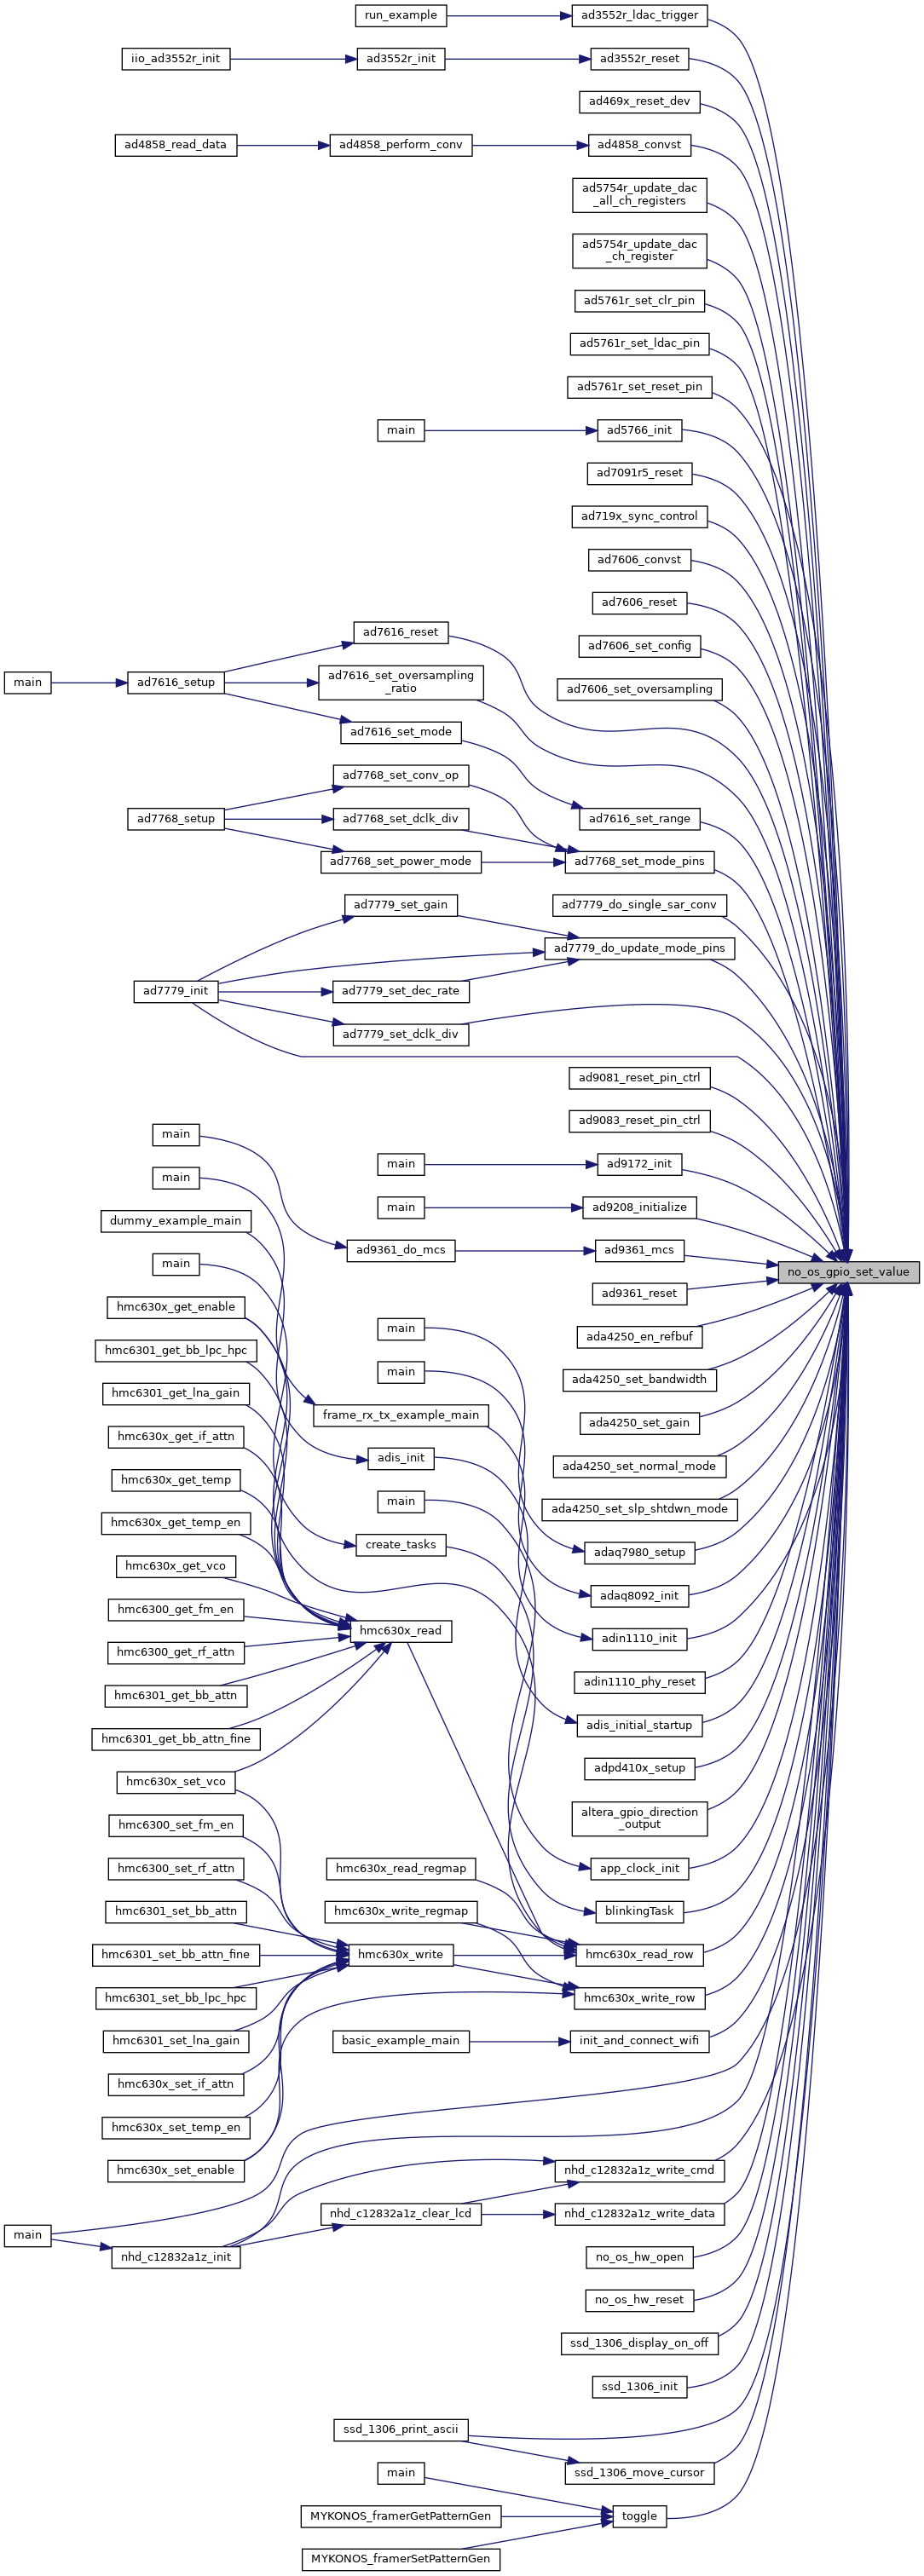 run_example
ad3552r_ldac_trigger
iio_ad3552r_init
ad3552r_init
ad3552r_reset
ad469x_reset_dev
ad4858_read_data
ad4858_perform_conv
ad4858_convst
ad5754r_update_dac
_all_ch_registers
ad5754r_update_dac
_ch_register
ad5761r_set_clr_pin
ad5761r_set_ldac_pin
ad5761r_set_reset_pin
main
ad5766_init
ad7091r5_reset
ad719x_sync_control
ad7606_convst
ad7606_reset
ad7616_reset
ad7606_set_config
main
ad7616_setup
ad7616_set_oversampling
_ratio
ad7606_set_oversampling
ad7616_set_mode
ad7768_set_conv_op
ad7768_setup
ad7768_set_dclk_div
ad7616_set_range
ad7768_set_power_mode
ad7768_set_mode_pins
ad7779_set_gain
ad7779_do_single_sar_conv
ad7779_do_update_mode_pins
ad7779_init
ad7779_set_dec_rate
ad7779_set_dclk_div
ad9081_reset_pin_ctrl
ad9083_reset_pin_ctrl
main
main
ad9172_init
main
main
ad9208_initialize
dummy_example_main
ad9361_do_mcs
ad9361_mcs
main
no_os_gpio_set_value
ad9361_reset
hmc630x_get_enable
main
ada4250_en_refbuf
hmc6301_get_bb_lpc_hpc
main
ada4250_set_bandwidth
hmc6301_get_lna_gain
frame_rx_tx_example_main
ada4250_set_gain
hmc630x_get_if_attn
adis_init
ada4250_set_normal_mode
hmc630x_get_temp
main
ada4250_set_slp_shtdwn_mode
hmc630x_get_temp_en
create_tasks
adaq7980_setup
hmc630x_get_vco
adaq8092_init
hmc6300_get_fm_en
hmc630x_read
adin1110_init
hmc6300_get_rf_attn
adin1110_phy_reset
hmc6301_get_bb_attn
adis_initial_startup
hmc6301_get_bb_attn_fine
adpd410x_setup
hmc630x_set_vco
altera_gpio_direction
_output
hmc6300_set_fm_en
hmc6300_set_rf_attn
hmc630x_read_regmap
app_clock_init
hmc6301_set_bb_attn
hmc630x_write_regmap
blinkingTask
hmc6301_set_bb_attn_fine
hmc630x_write
hmc630x_read_row
hmc6301_set_bb_lpc_hpc
hmc630x_write_row
hmc6301_set_lna_gain
basic_example_main
init_and_connect_wifi
hmc630x_set_if_attn
hmc630x_set_temp_en
hmc630x_set_enable
nhd_c12832a1z_write_cmd
nhd_c12832a1z_clear_lcd
nhd_c12832a1z_write_data
main
nhd_c12832a1z_init
no_os_hw_open
no_os_hw_reset
ssd_1306_display_on_off
ssd_1306_init
ssd_1306_print_ascii
main
ssd_1306_move_cursor
MYKONOS_framerGetPatternGen
toggle
MYKONOS_framerSetPatternGen